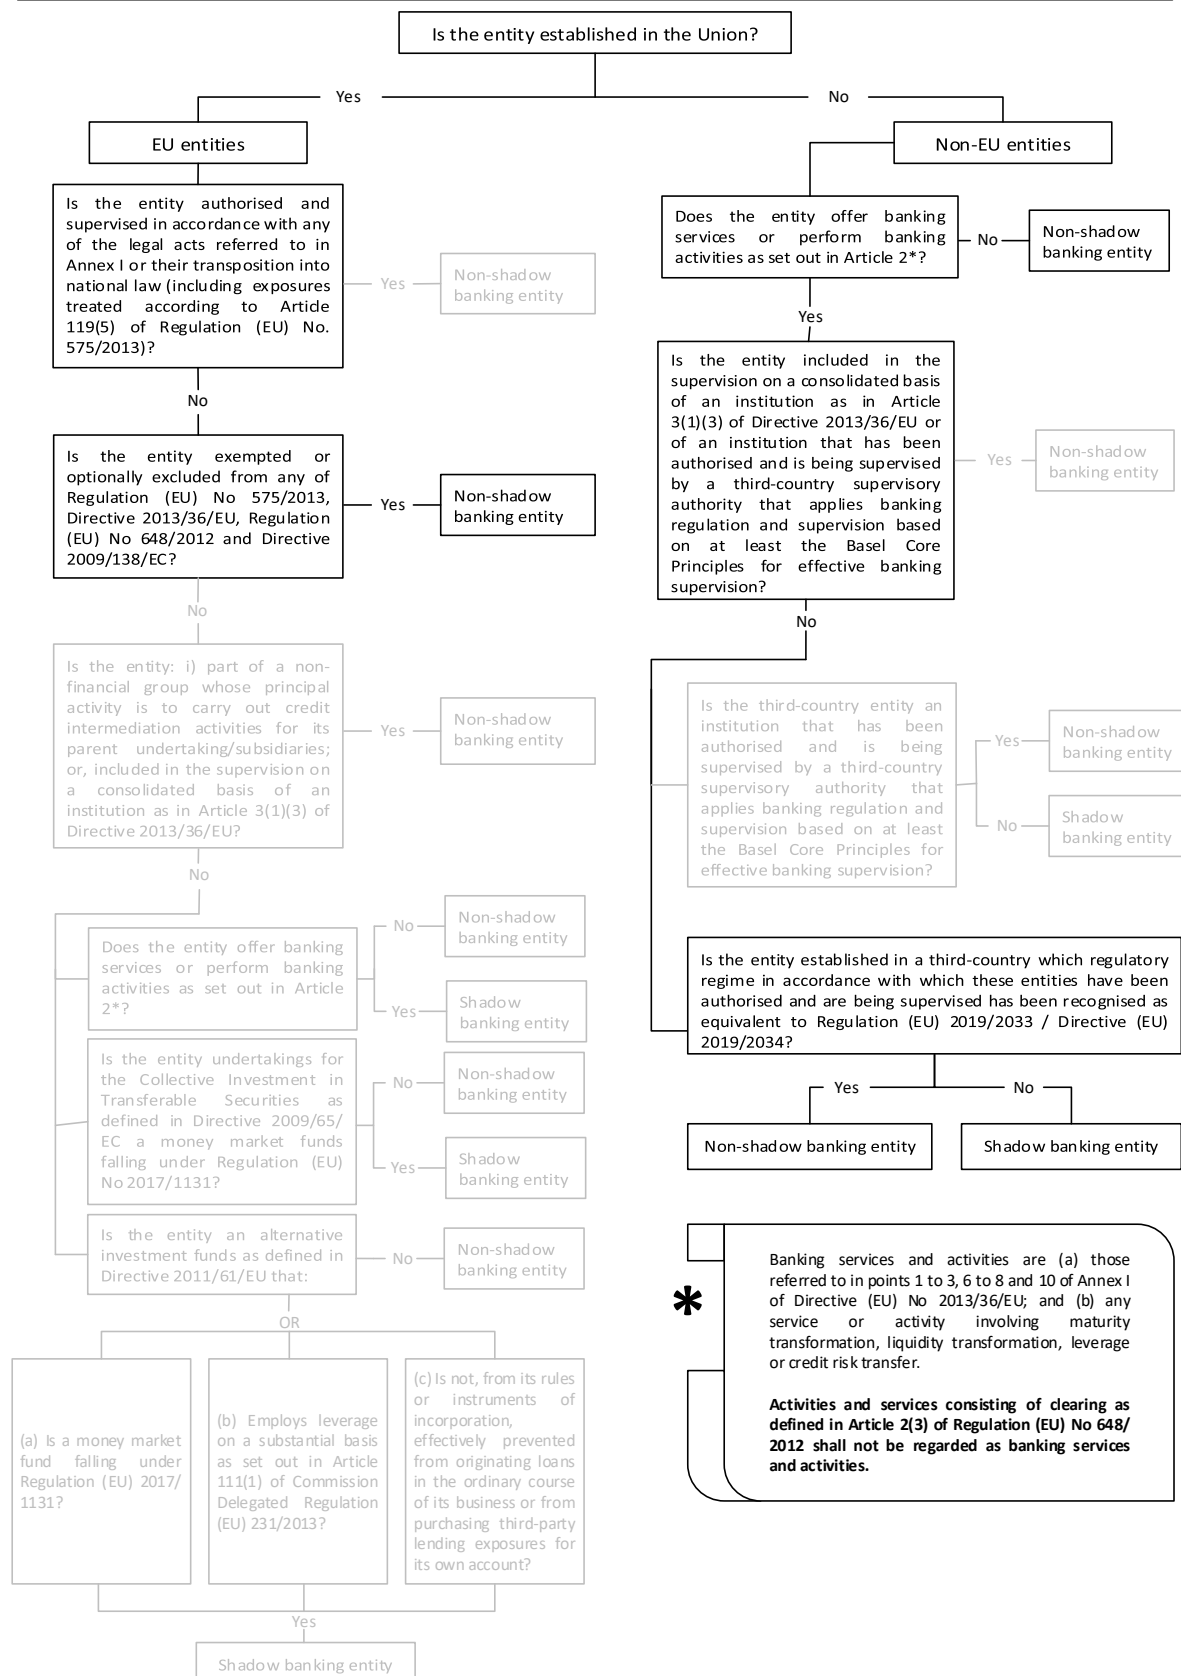 Is the entity established in the Union?
Yes
No
EU entities
Non-EU entities
Is the entity authorised and
supervised in accordance with any
of the legal acts referred to in
Annex I or their transposition into
national law (including exposures
treated according to Article
119(5) of Regulation (EU) No.
575/2013)?
Yes
Non-shadow
banking entity
No
Is the entity exempted or
optionally excluded from any of
Regulation (EU) No 575/2013,
Directive 2013/36/EU, Regulation
(EU) No 648/2012 and Directive
2009/138/EC?
Yes
Non-shadow
banking entity
No
Is the entity: i) part of a non-
financial group whose principal
activity is to carry out credit
intermediation activities for its
parent undertaking/subsidiaries;
or, included in the supervision on
a consolidated basis of an
institution as in Article 3(1)(3) of
Directive 2013/36/EU?
Yes
Non-shadow
banking entity
No
Does the entity offer banking
services or perform banking
activities as set out in Article
2*?
No
Non-shadow
banking entity
Yes
Shadow
banking entity
Is the entity undertakings for
the Collective Investment in
Transferable Securities as
defined in Directive 2009/65/
EC a money market funds
falling under Regulation (EU)
No 2017/1131?
No
Non-shadow
banking entity
Yes
Shadow
banking entity
Is the entity an alternative
investment funds as defined in
Directive 2011/61/EU that:
No
Non-shadow
banking entity
OR
(a) Is a money market
fund falling under
Regulation (EU) 2017/
1131?
(b) Employs leverage
on a substantial basis
as set out in Article
111(1) of Commission
Delegated Regulation
(EU) 231/2013?
(c) Is not, from its rules
or instruments of
incorporation,
effectively prevented
from originating loans
in the ordinary course
of its business or from
purchasing third-party
lending exposures for
its own account?
Yes
Shadow banking entity
Does the entity offer banking
services or perform banking
activities as set out in Article 2*?
No
Non-shadow
banking entity
Yes
Is the entity included in the
supervision on a consolidated basis
of an institution as in Article
3(1)(3) of Directive 2013/36/EU or
of an institution that has been
authorised and is being supervised
by a third-country supervisory
authority that applies banking
regulation and supervision based
on at least the Basel Core
Principles for effective banking
supervision?
Yes
Non-shadow
banking entity
No
Is the third-country entity an
institution that has been
authorised and is being
supervised by a third-country
supervisory authority that
applies banking regulation and
supervision based on at least
the Basel Core Principles for
effective banking supervision?
Yes
Non-shadow
banking entity
No
Shadow
banking entity
Is the entity established in a third-country which regulatory
regime in accordance with which these entities have been
authorised and are being supervised has been recognised as
equivalent to Regulation (EU) 2019/2033 / Directive (EU)
2019/2034?
Yes
No
Non-shadow banking entity
Shadow banking entity
*
Banking services and activities are (a) those
referred to in points 1 to 3, 6 to 8 and 10 of Annex I
of Directive (EU) No 2013/36/EU; and (b) any
service or activity involving maturity
transformation, liquidity transformation, leverage
or credit risk transfer.
Activities and services consisting of clearing as
defined in Article 2(3) of Regulation (EU) No 648/
2012 shall not be regarded as banking services
and activities.